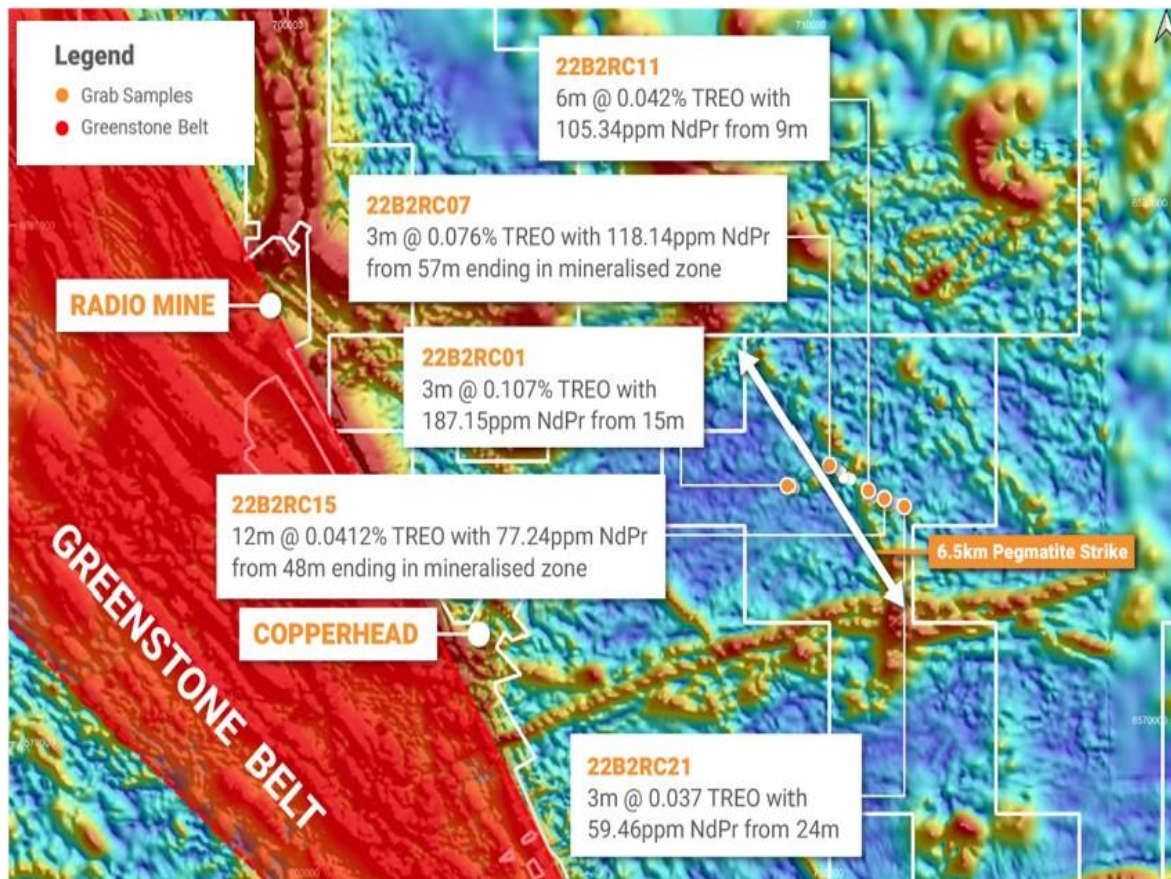 700000
710000
Legend
Grab Samples
Greenstone Belt
22B2RC11
6m @ 0.042% TREO with
105.34ppm NdPr from 9m
22B2RC07
3m @ 0.076% TREO with 118.14ppm NdPr
from 57m ending in mineralised zone
RADIO MINE
22B2RC01
3m @ 0.107% TREO with
187.15ppm NdPr from 15m
22B2RC15
12m @ 0.0412% TREO with 77.24ppm NdPr
from 48m ending in mineralised zone
6.5km Pegmatite Strike
GREENSTONE BELT
COPPERHEAD
6570000
22B2RC21
3m @ 0.037 TREO with
59.46ppm NdPr from 24m